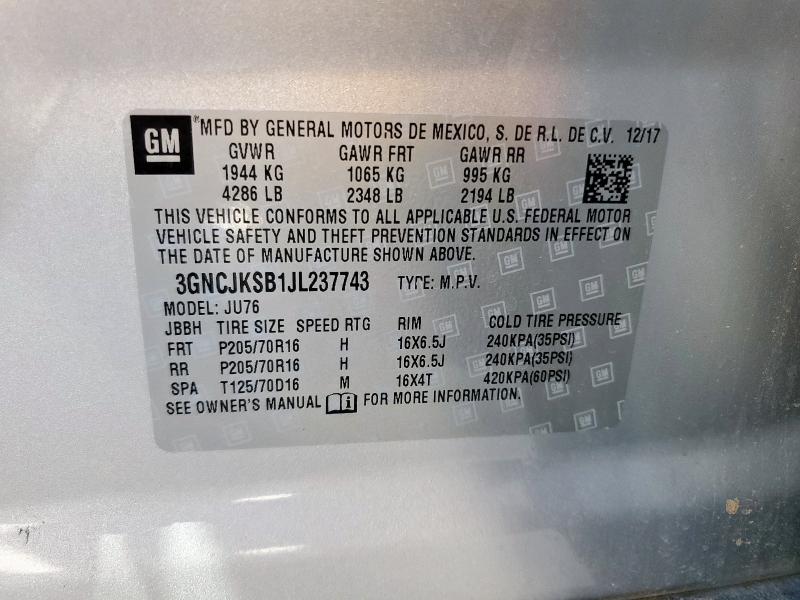 GM ®MFD BY GENERAL MOTORS DE MEXICO, S. DE R.L. DE C.V. 12/17
GVWR GAWR FRT GAWR RR
1944 KG 1065 KG 995 KG
4286 LB 2348 LB 2194 LB
THIS VEHICLE CONFORMS TO ALL APPLICABLE U.S. FEDERAL MOTOR
VEHICLE SAFETY AND THEFT PREVENTION STANDARDS IN EFFECT ON
THE DATE OF MANUFACTURE SHOWN ABOVE.
3GNCJKSB1JL237743 TYPE: M.P.V.
MODEL: JU76
JBBH TIRE SIZE SPEED RTG RIM COLD TIRE PRESSURE
FRT P205/70R16 H 16X6.5J 240KPA(35PSI)
RR P205/70R16 H 16X6.5J 240KPA(35PSI)
SPA T125/70D16 M 16X4T 420KPA(60PSI)
SEE OWNER'S MANUAL FOR MORE INFORMATION.